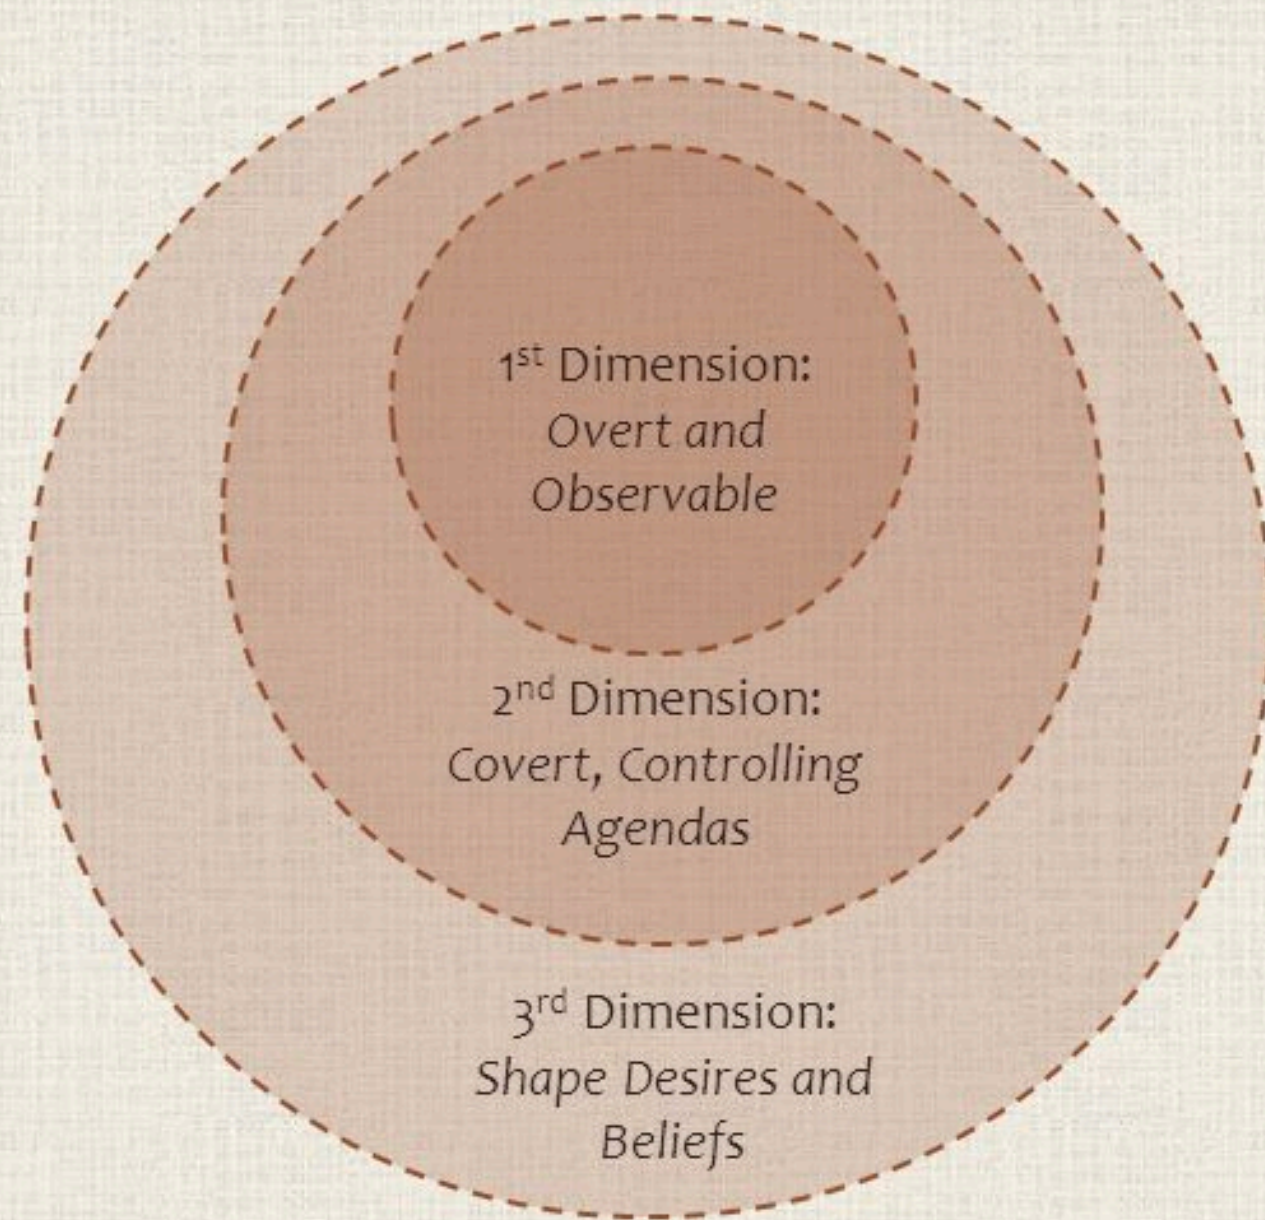 1st Dimension:
Overt and
Observable
2nd Dimension:
Covert, Controlling
Agendas
3rd Dimension:
Shape Desires and
Beliefs